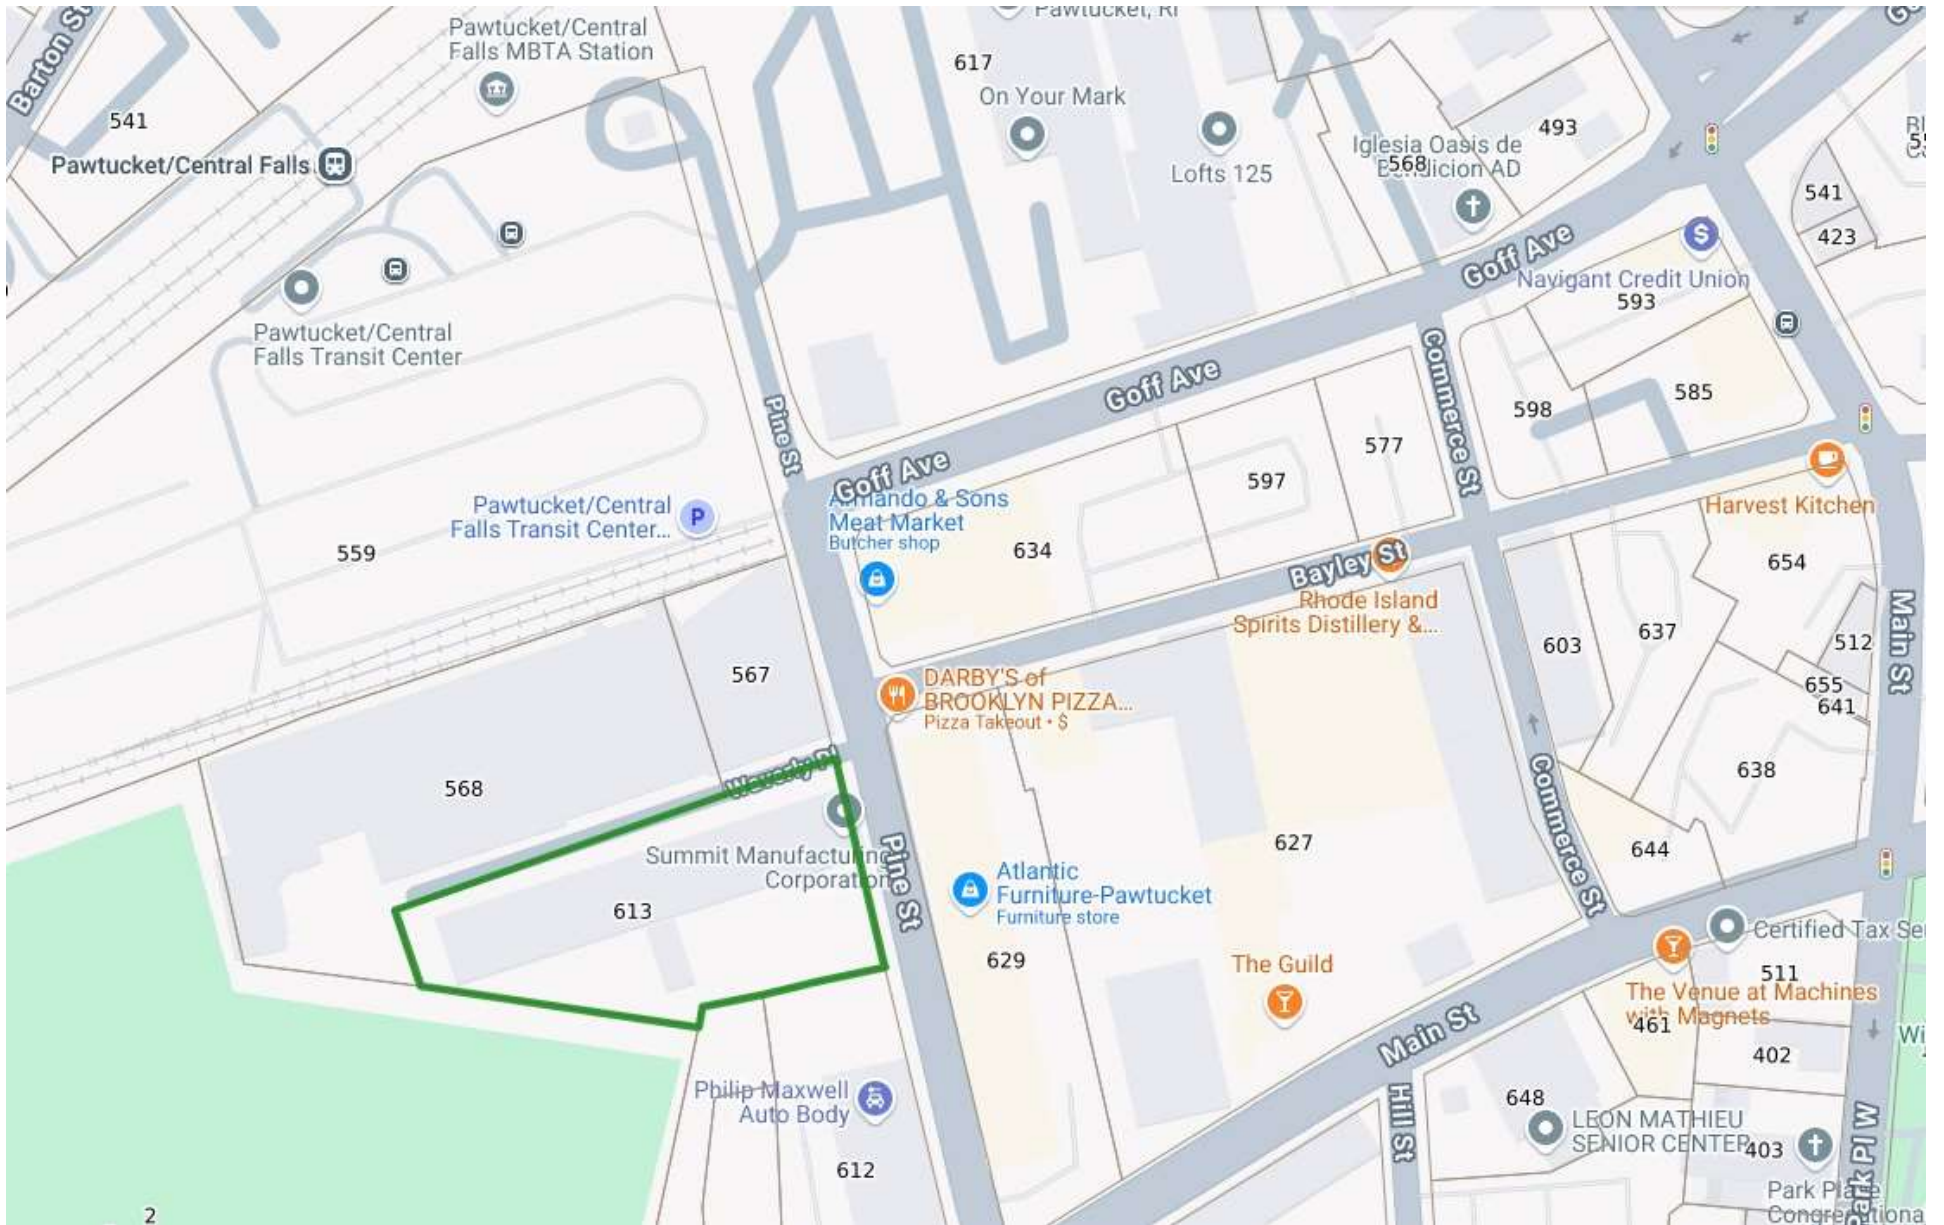 Barton St
Pawtucket/Central
Falls MBTA Station
Pawtucket, RI
617
On Your Mark
Lofts 125
493
Iglesia Oasis de
Bendicion AD
568
541
Pawtucket/Central Falls
541
423
Goff Ave
Navigant Credit Union
593
Pawtucket/Central
Falls Transit Center
Pine St
Goff Ave
Commerce St
598
585
577
597
Goff Ave
Harvest Kitchen
Pawtucket/Central
Falls Transit Center...
Armando & Sons
Meat Market
Butcher shop
634
559
Bayley St
Rhode Island
Spirits Distillery &...
654
603
637
512
Main St
567
DARBY'S of
BROOKLYN PIZZA...
Pizza Takeout • $
655
641
568
Waverly Pl
638
Commerce St
Summit Manufacturing
Corporation
Pine St
627
644
613
Atlantic
Furniture-Pawtucket
Furniture store
629
The Guild
Certified Tax Se
511
The Venue at Machines
with Magnets
461
Main St
402
Philip Maxwell
Auto Body
648
LEON MATHIEU
SENIOR CENTER
403
Hill St
Park Pl W
612
Park Place
Congregationa
2